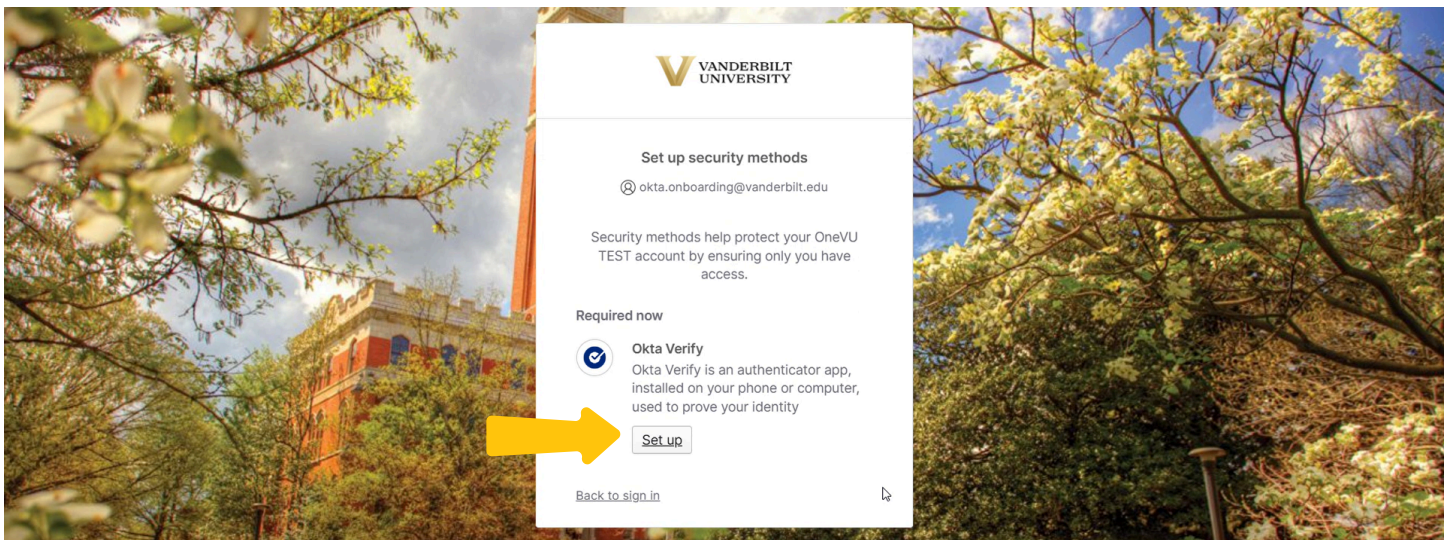 VANDERBILT
UNIVERSITY
Set up security methods
okta.onboarding@vanderbilt.edu
Security methods help protect your OneVU
TEST account by ensuring only you have
access.
Required now
Okta Verify
Okta Verify is an authenticator app,
installed on your phone or computer,
used to prove your identity
Set up
Back to sign in